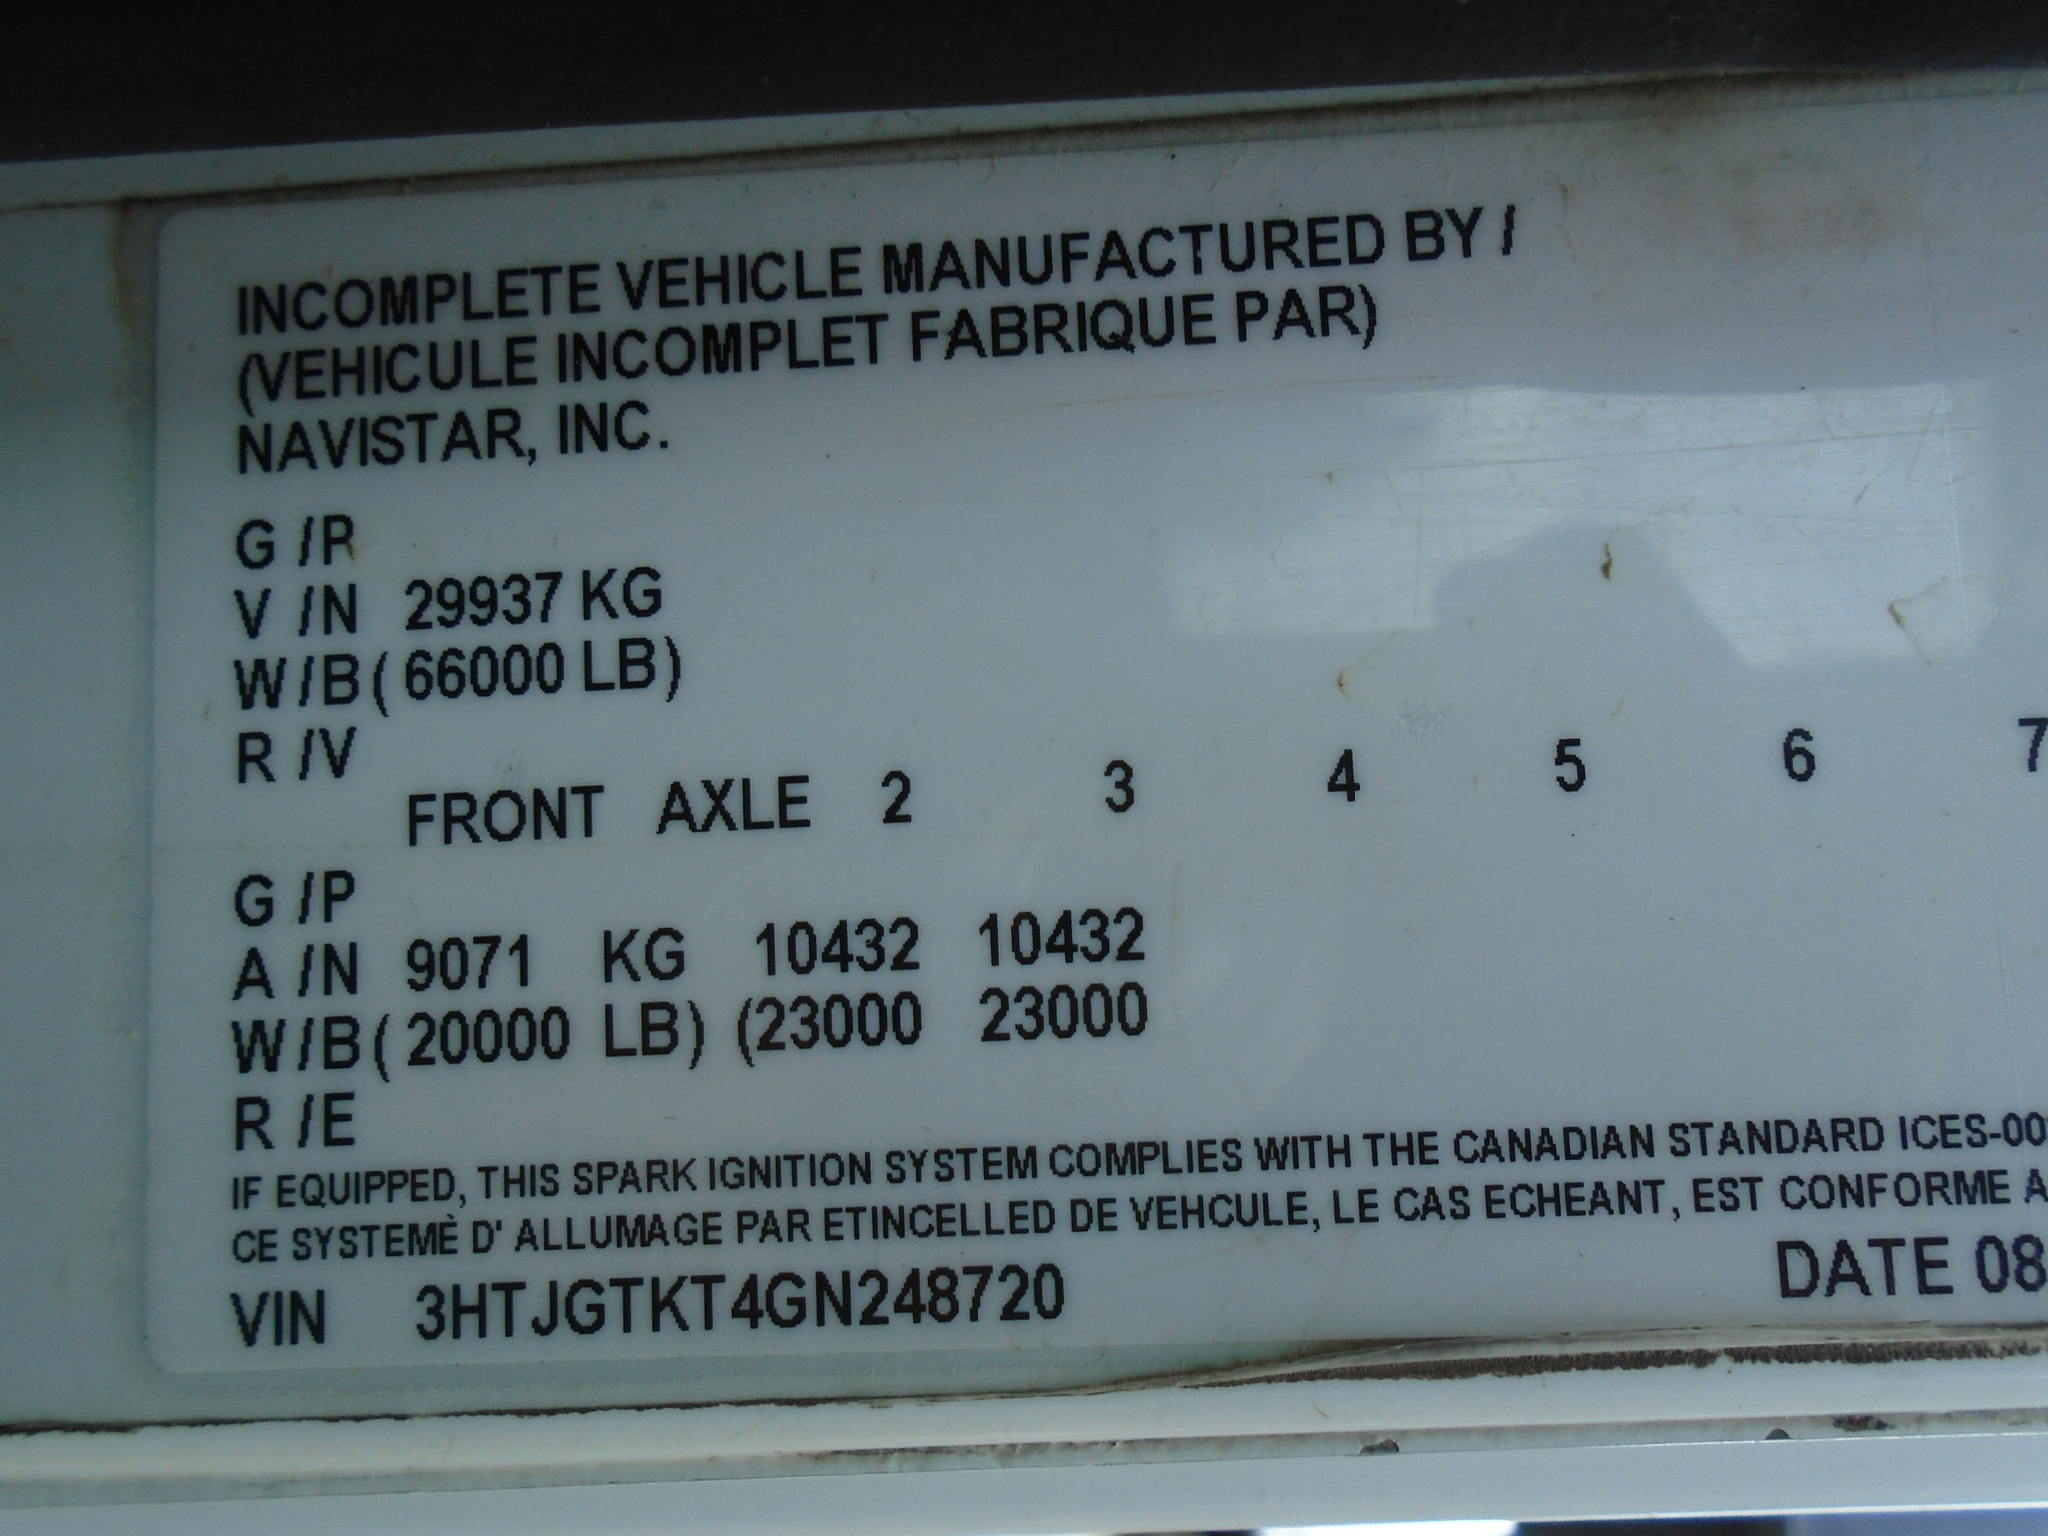 INCOMPLETE VEHICLE MANUFACTURED BY /
(VEHICULE INCOMPLET FABRIQUE PAR)
NAVISTAR, INC.
G /P
V /N 29937 KG
W /B ( 66000 LB )
R /V
FRONT AXLE 2 3 4 5 6 7
G /P
A /N 9071 KG 10432 10432
W /B ( 20000 LB ) (23000 23000
R /E
IF EQUIPPED, THIS SPARK IGNITION SYSTEM COMPLIES WITH THE CANADIAN STANDARD ICES-00
CE SYSTEMÈ D' ALLUMAGE PAR ETINCELLED DE VEHCULE, LE CAS ECHEANT, EST CONFORME A
VIN 3HTJGTKT4GN248720 DATE 08